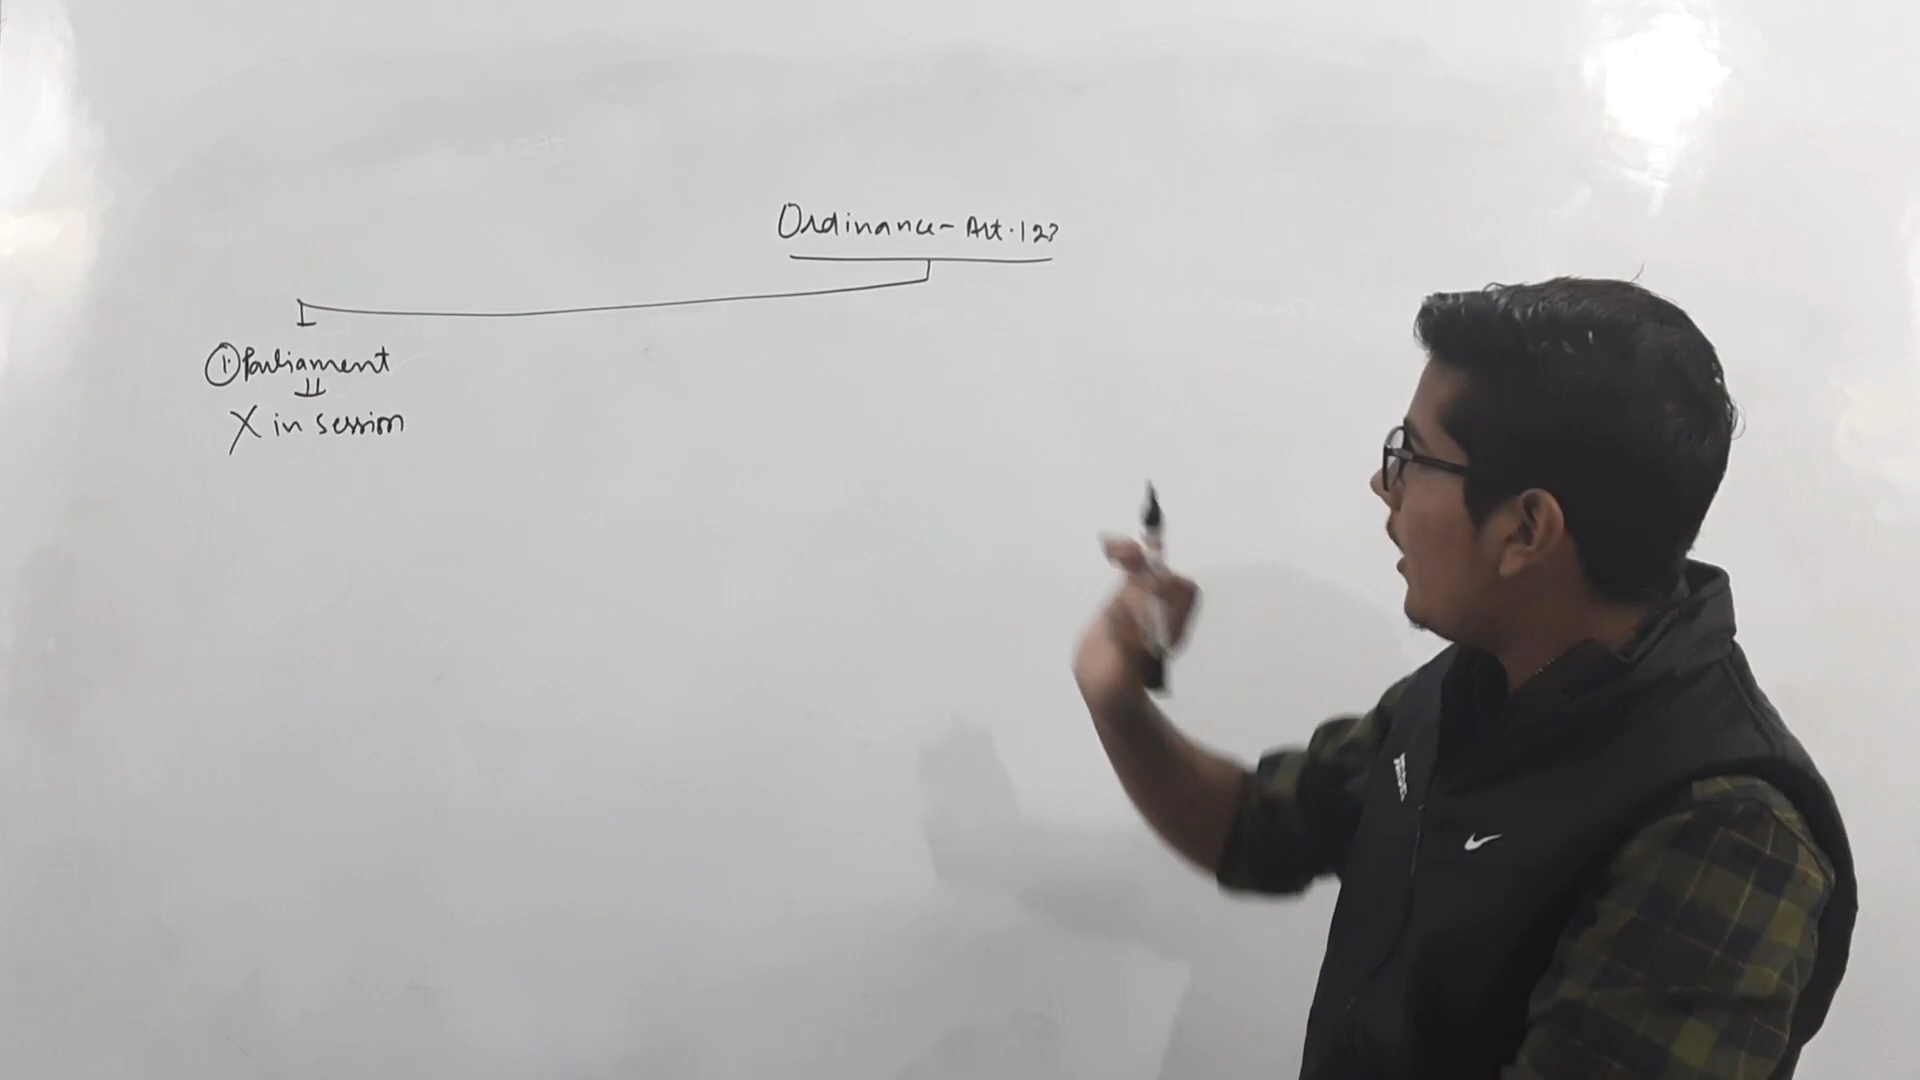 Ordinance - Art. 123
① Parliament
X in session